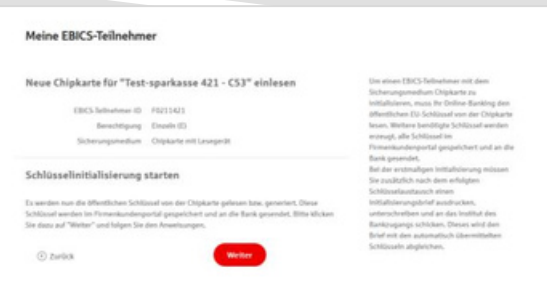 Meine EBICS-Teilnehmer
Neue Chipkarte für "Test-sparkasse 421 - C53" einlesen
EBICS-Teilnehmer-ID F0211421
Berechtigung Einzeln (E)
Sicherungsmedium Chipkarte mit Lesegerät
Schlüsselinitialisierung starten
Es werden nun die öffentlichen Schlüssel von der Chipkarte gelesen bzw. generiert. Diese
Schlüssel werden im Firmenkundenportal gespeichert und an die Bank gesendet. Bitte klicken
Sie dazu auf "Weiter" und folgen Sie den Anweisungen.
Zurück
Weiter
Um einen EBICS-Teilnehmer mit dem
Sicherungsmedium Chipkarte zu
initialisieren, muss Ihr Online-Banking den
öffentlichen EU-Schlüssel von der Chipkarte
lesen. Weitere benötigte Schlüssel werden
erzeugt, alle Schlüssel im
Firmenkundenportal gespeichert und an die
Bank gesendet.
Bei der erstmaligen Initialisierung müssen
Sie zusätzlich nach dem erfolgten
Schlüsselaustausch einen
Initialisierungsbrief ausdrucken,
unterschreiben und an das Institut des
Bankzugangs schicken. Dieses wird den
Brief mit den automatisch übermittelten
Schlüsseln abgleichen.